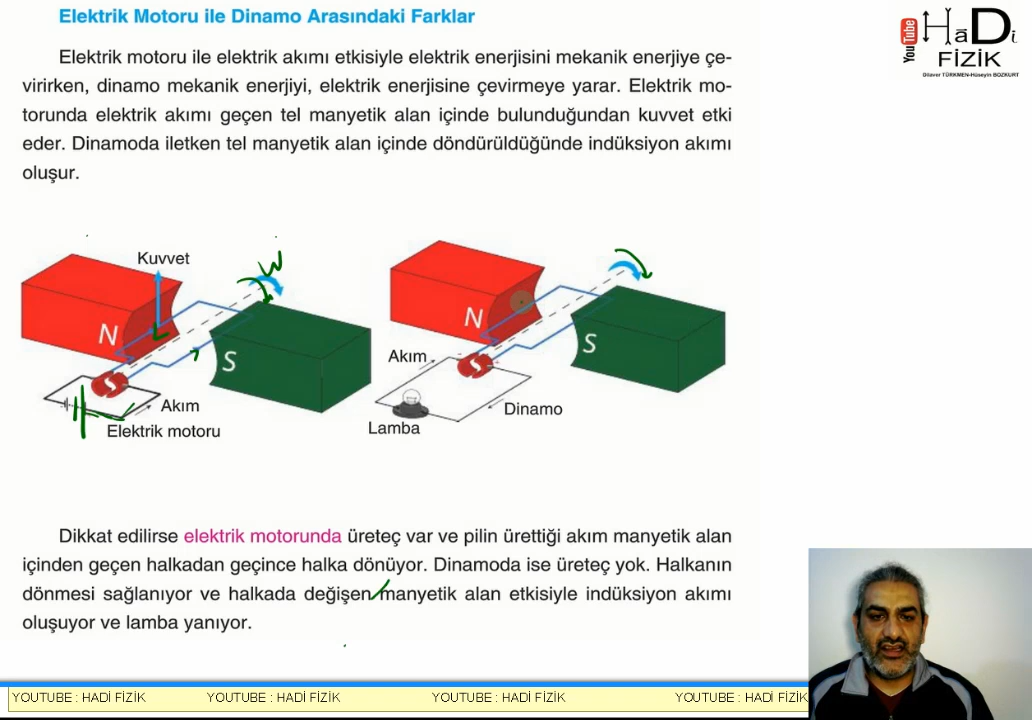 Elektrik Motoru ile Dinamo Arasındaki Farklar
Elektrik motoru ile elektrik akımı etkisiyle elektrik enerjisini mekanik enerjiye çe-
virirken, dinamo mekanik enerjiyi, elektrik enerjisine çevirmeye yarar. Elektrik mo-
torunda elektrik akımı geçen tel manyetik alan içinde bulunduğundan kuvvet etki
eder. Dinamoda iletken tel manyetik alan içinde döndürüldüğünde indüksiyon akımı
oluşur.
YouTube
HāDi
FİZİK
Dilaver TÜRKMEN-Hüseyin BOZKURT
Kuvvet
W
N
S
Akım
Elektrik motoru
N
S
Akım
Dinamo
Lamba
Dikkat edilirse elektrik motorunda üreteç var ve pilin ürettiği akım manyetik alan
içinden geçen halkadan geçince halka dönüyor. Dinamoda ise üreteç yok. Halkanın
dönmesi sağlanıyor ve halkada değişen manyetik alan etkisiyle indüksiyon akımı
oluşuyor ve lamba yanıyor.
YOUTUBE : HADİ FİZİK YOUTUBE : HADİ FİZİK YOUTUBE : HADİ FİZİK YOUTUBE : HADİ FİZİK